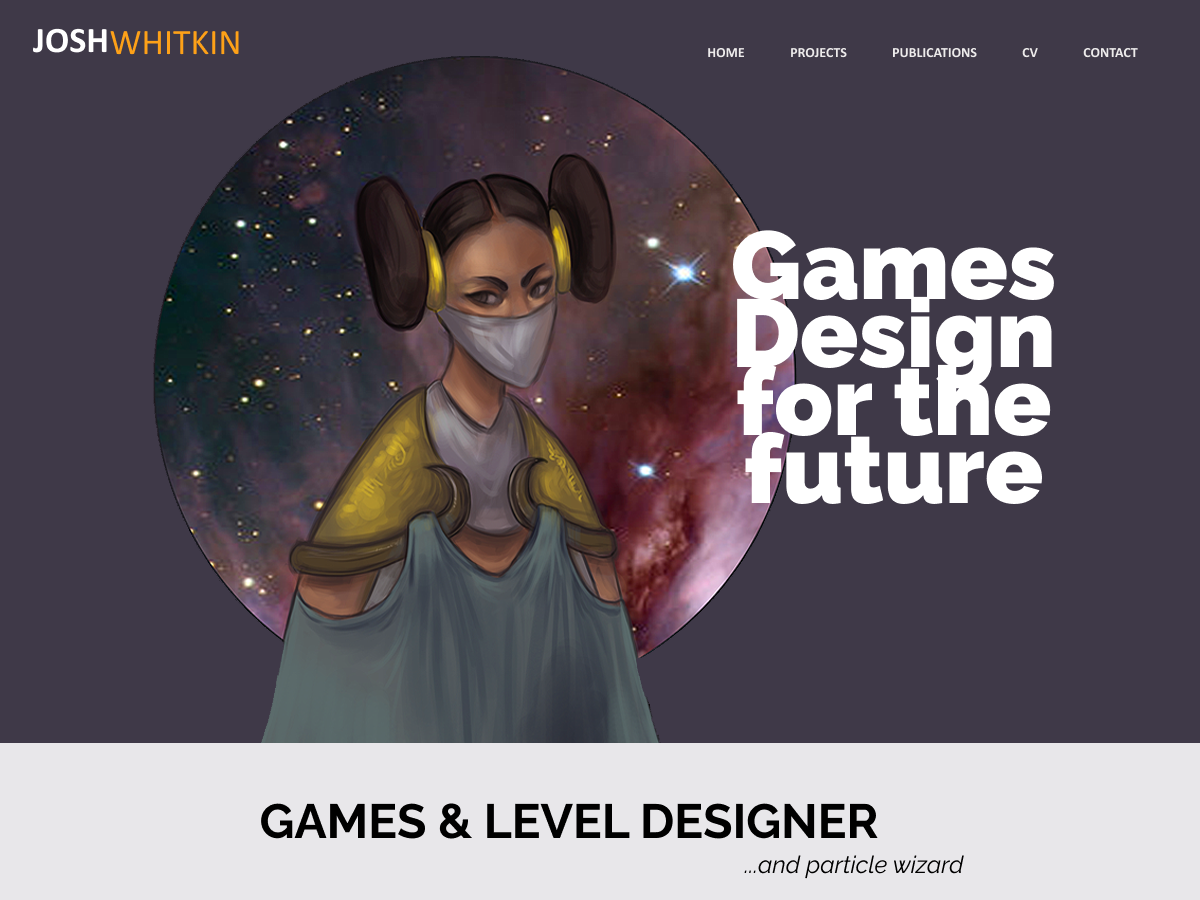 JOSHWHITKIN
HOME PROJECTS PUBLICATIONS CV CONTACT
Games
Design
for the
future
GAMES & LEVEL DESIGNER
...and particle wizard